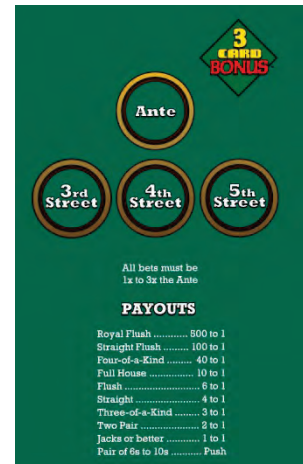 3
CARD
BONUS
Ante
3rd
Street
4th
Street
5th
Street
All bets must be
1x to 3x the Ante
PAYOUTS
Royal Flush ............ 500 to 1
Straight Flush ......... 100 to 1
Four-of-a-Kind ......... 40 to 1
Full House ................ 10 to 1
Flush .......................... 6 to 1
Straight ...................... 4 to 1
Three-of-a-Kind ......... 3 to 1
Two Pair ..................... 2 to 1
Jacks or better ............ 1 to 1
Pair of 6s to 10s ........... Push